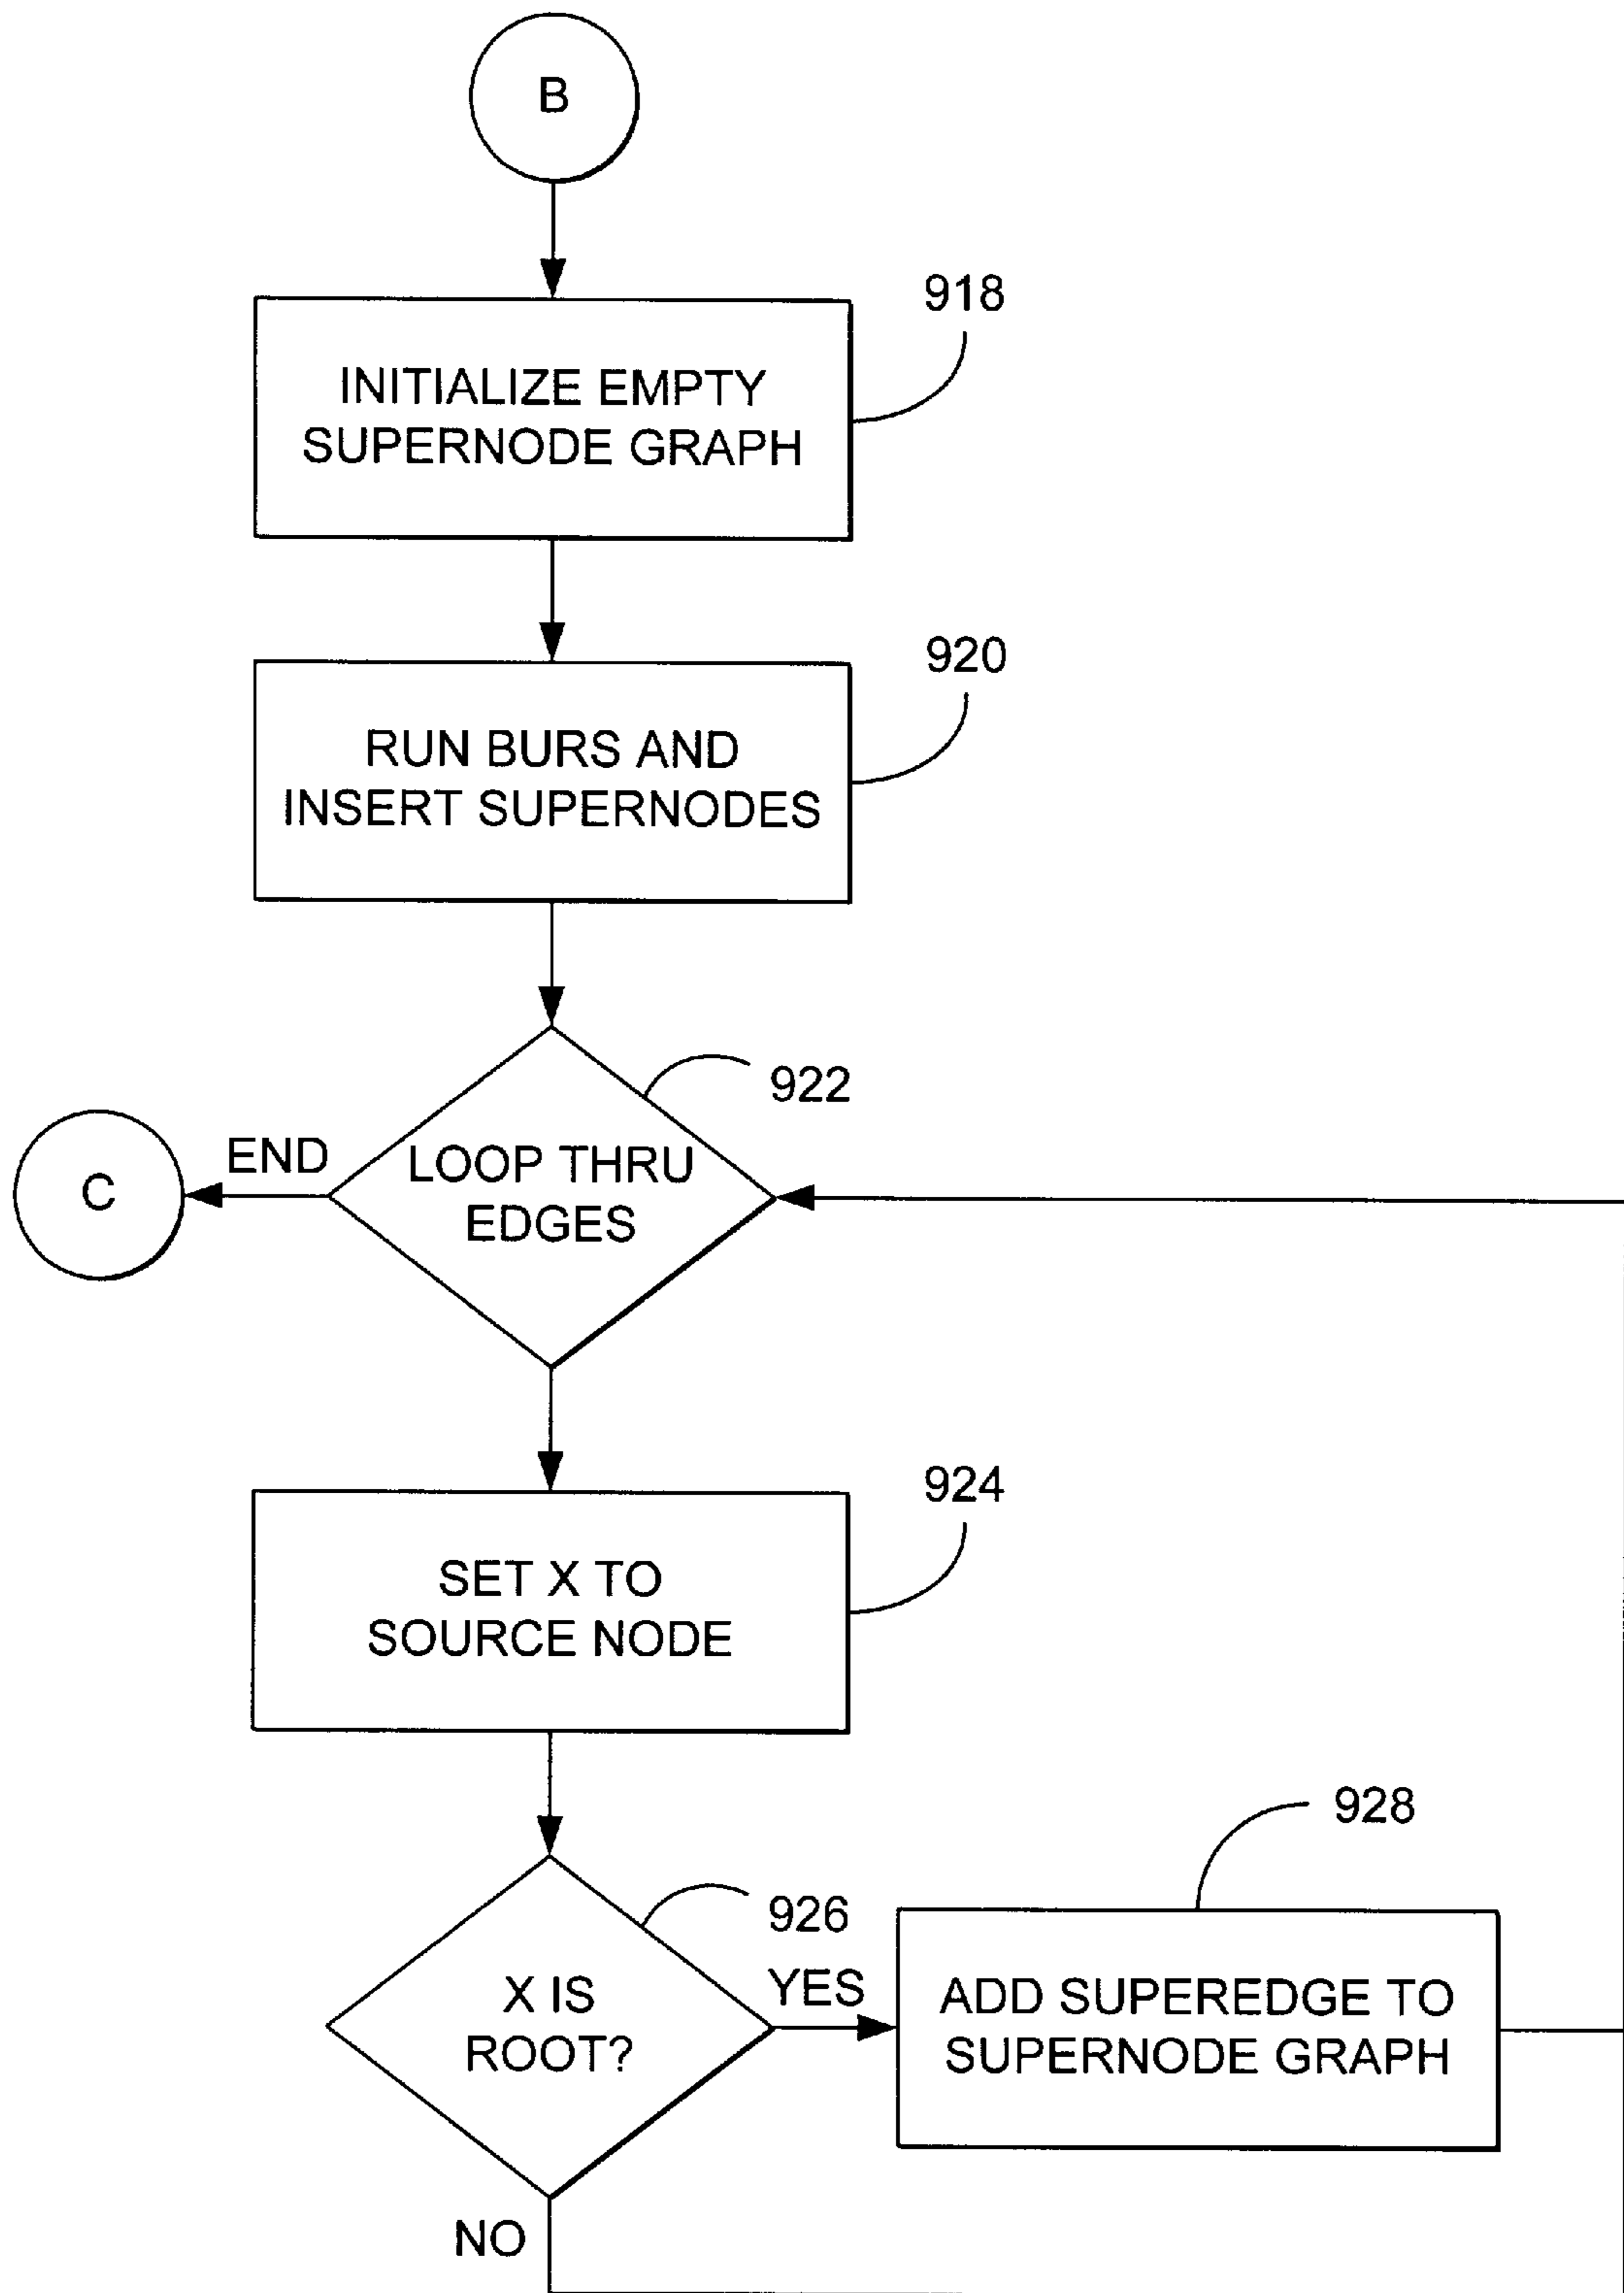 B
918
INITIALIZE EMPTY
SUPERNODE GRAPH
920
RUN BURS AND
INSERT SUPERNODES
922
END
C
LOOP THRU
EDGES
924
SET X TO
SOURCE NODE
928
926
YES
X IS
ROOT?
ADD SUPEREDGE TO
SUPERNODE GRAPH
NO